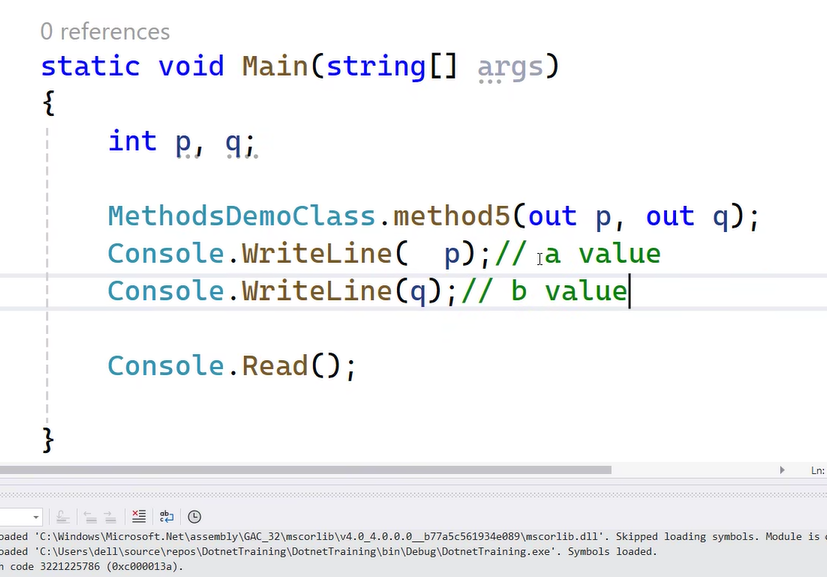 0 references
static void Main(string[] args)
{
int p, q;
MethodsDemoClass.method5(out p, out q);
Console.WriteLine(  p);// a value
Console.WriteLine(q);// b value
Console.Read();
}
Ln:
oaded 'C:\Windows\Microsoft.Net\assembly\GAC_32\mscorlib\v4.0_4.0.0.0__b77a5c561934e089\mscorlib.dll'. Skipped loading symbols. Module is o
oaded 'C:\Users\dell\source\repos\DotnetTraining\DotnetTraining\bin\Debug\DotnetTraining.exe'. Symbols loaded.
n code 3221225786 (0xc000013a).